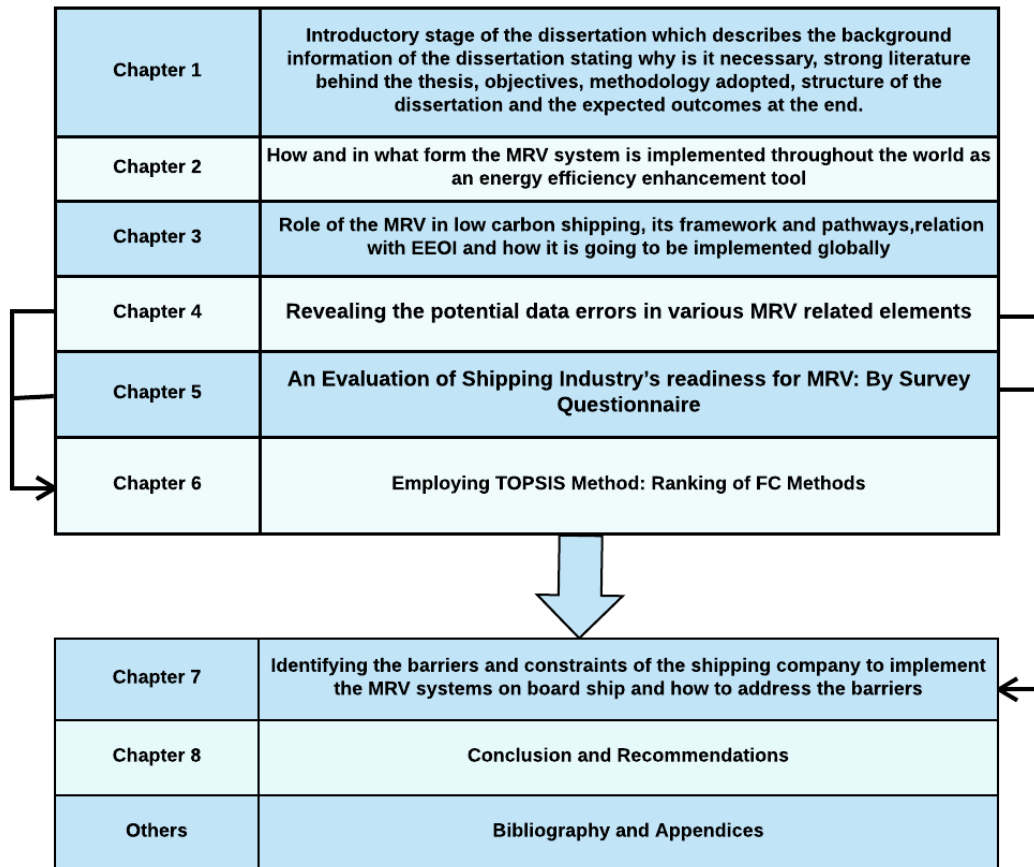 Chapter 1
Introductory stage of the dissertation which describes the background
information of the dissertation stating why is it necessary, strong literature
behind the thesis, objectives, methodology adopted, structure of the
dissertation and the expected outcomes at the end.
Chapter 2
How and in what form the MRV system is implemented throughout the world as
an energy efficiency enhancement tool
Chapter 3
Role of the MRV in low carbon shipping, its framework and pathways,relation
with EEOI and how it is going to be implemented globally
Chapter 4
Revealing the potential data errors in various MRV related elements
Chapter 5
An Evaluation of Shipping Industry's readiness for MRV: By Survey
Questionnaire
Chapter 6
Employing TOPSIS Method: Ranking of FC Methods
Chapter 7
Identifying the barriers and constraints of the shipping company to implement
the MRV systems on board ship and how to address the barriers
Chapter 8
Conclusion and Recommendations
Others
Bibliography and Appendices